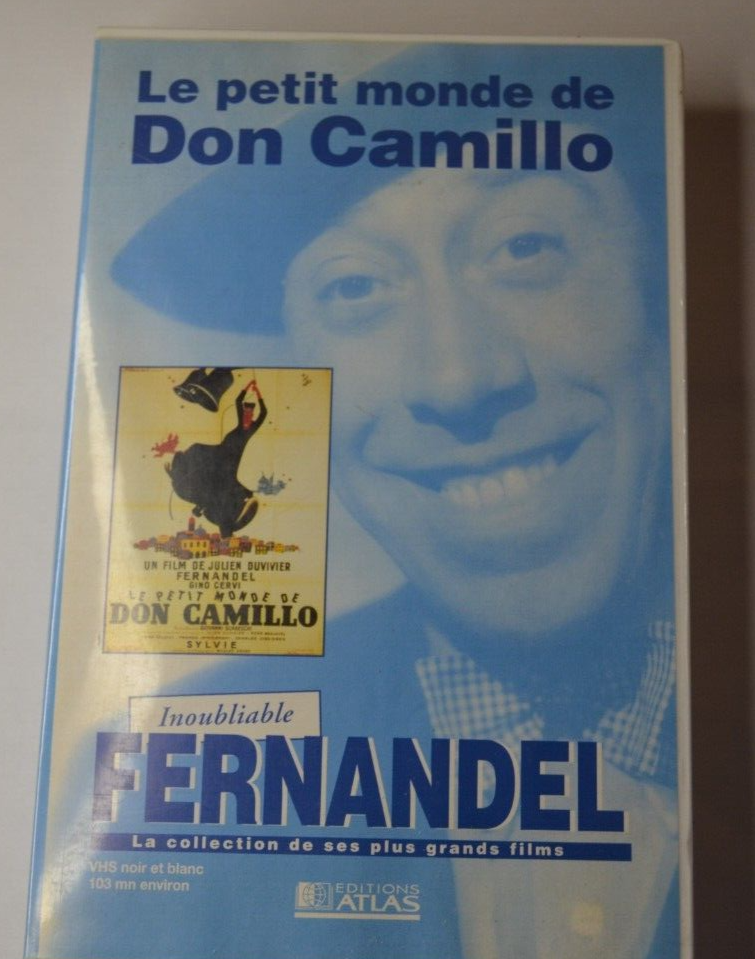 Le petit monde de
Don Camillo
UN FILM DE JULIEN DUVIVIER
FERNANDEL
GINO CERVI
LE PETIT MONDE DE
DON CAMILLO
SYLVIE
Inoubliable
FERNANDEL
La collection de ses plus grands films
VHS noir et blanc
103 mn environ
EDITIONS
ATLAS